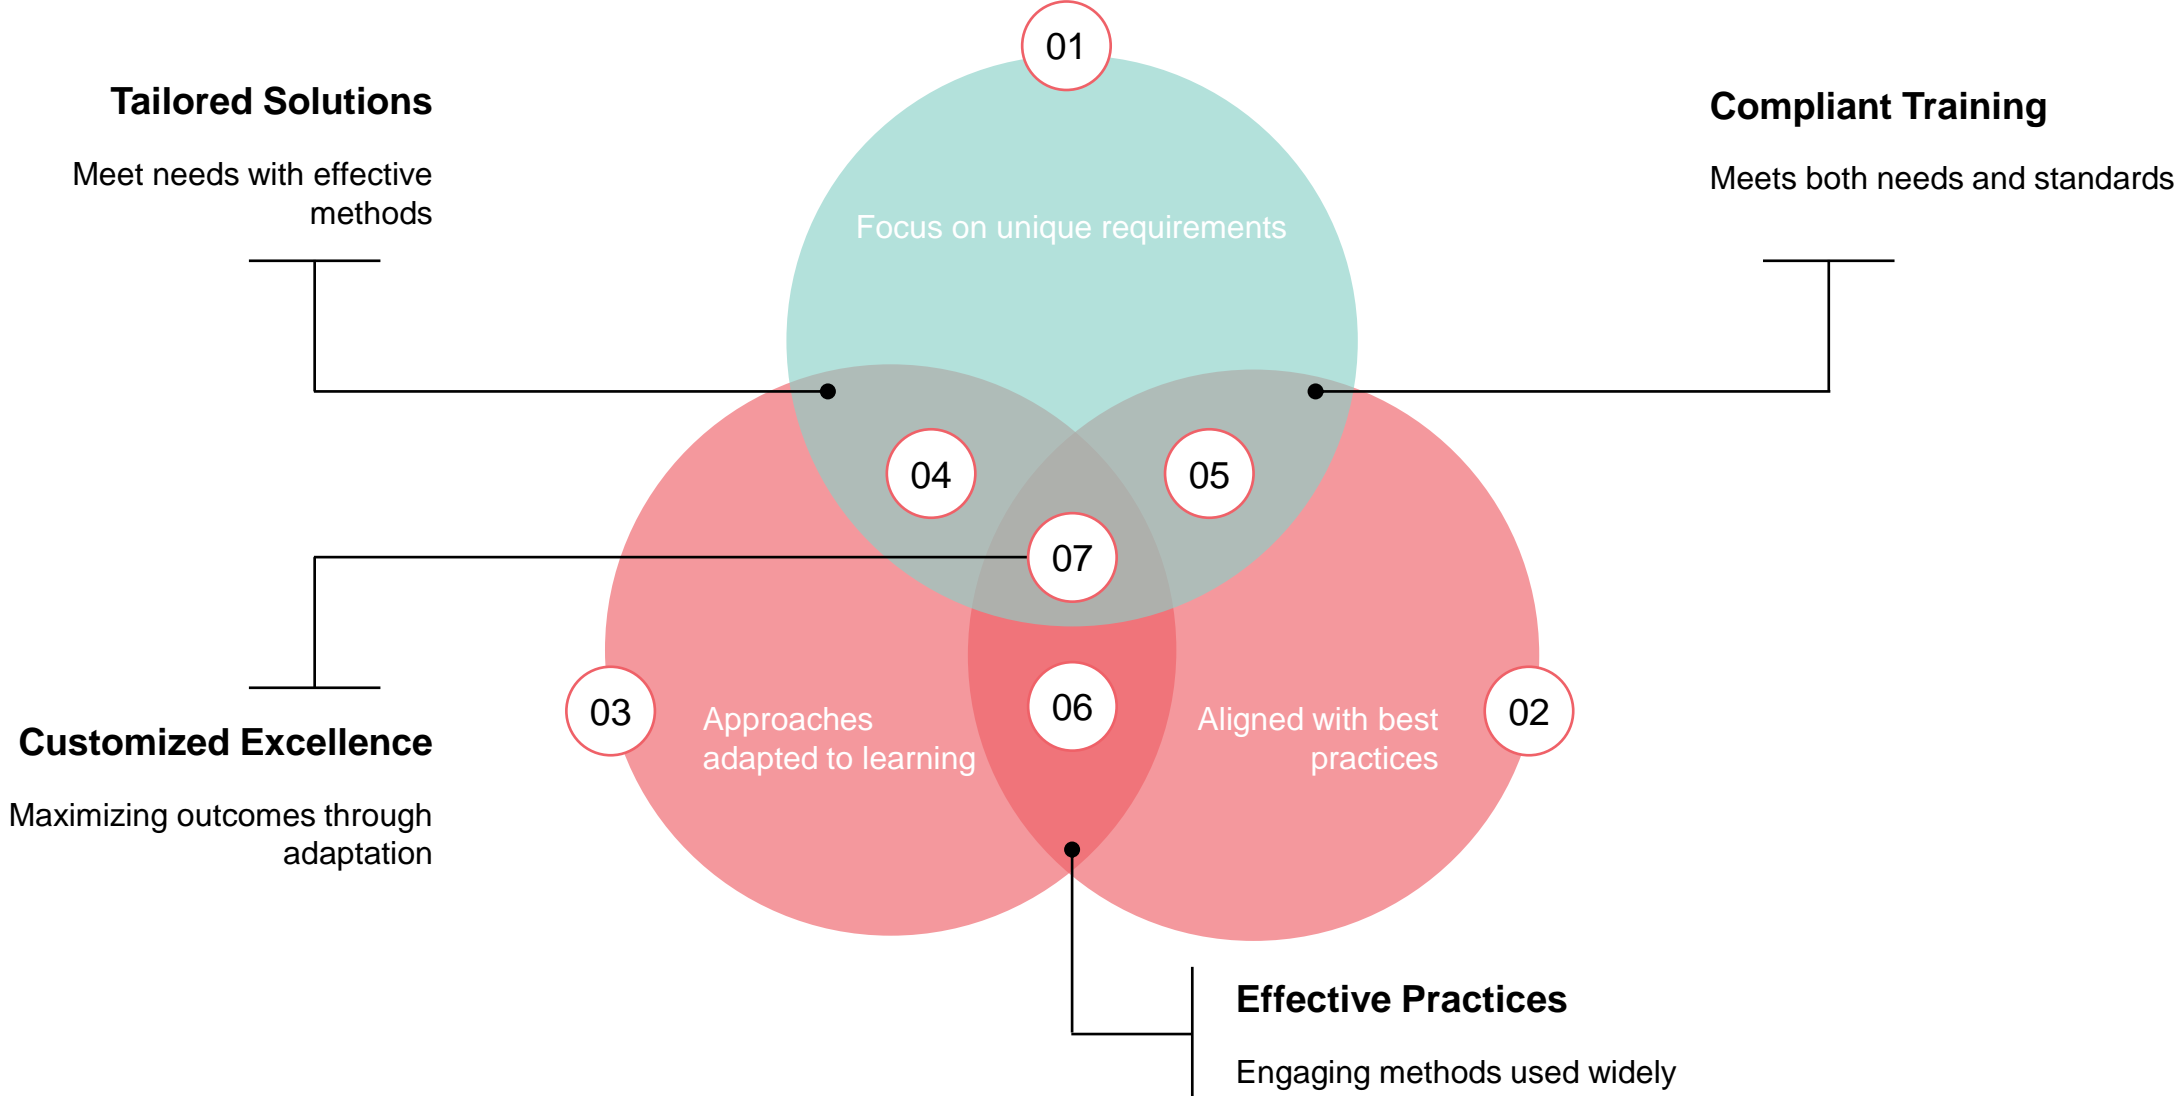 01
Tailored Solutions
Meet needs with effective
methods
Compliant Training
Meets both needs and standards
Focus on unique requirements
04
05
07
03
Approaches
adapted to learning
06
Aligned with best
practices
02
Customized Excellence
Maximizing outcomes through
adaptation
Effective Practices
Engaging methods used widely